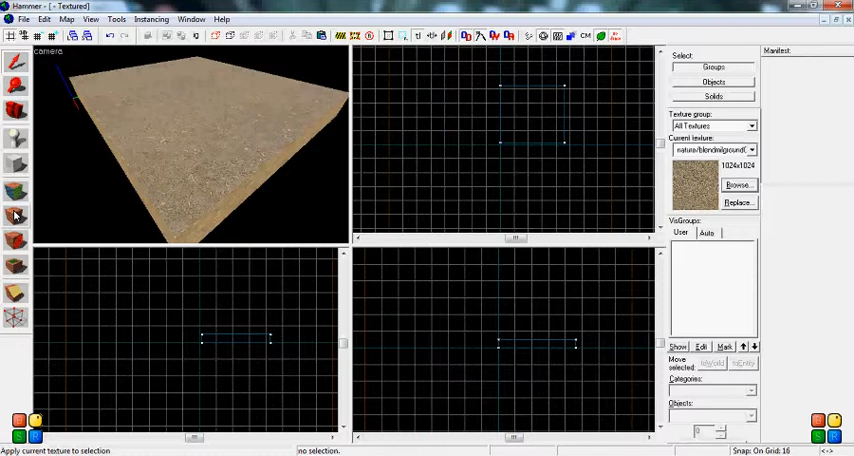 Hammer - [ - Textured]
File Edit Map View Tools Instancing Window Help
CM
camera
Select:
Groups
Objects
Solids
Texture group:
All Textures
Current texture:
1024x1024
Browse...
Replace...
VisGroups
User Auto
Show Edit Mark
Move selected: toWorld toEntity
Categories:
Objects:
0
Manifest:
Apply current texture to selection
no selection.
Snap: On Grid: 16
<->